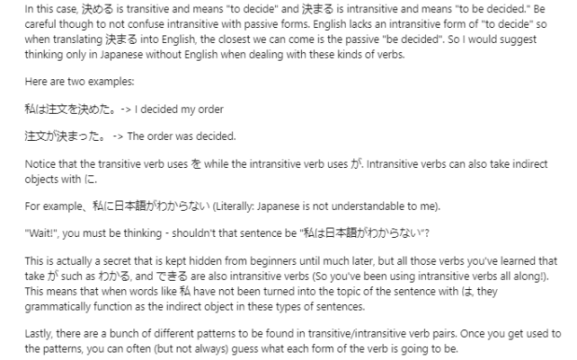 In this case, 決める is transitive and means "to decide" and 決まる is intransitive and means "to be decided." Be
careful though to not confuse intransitive with passive forms. English lacks an intransitive form of "to decide" so
when translating 決まる into English, the closest we can come is the passive "be decided". So I would suggest
thinking only in Japanese without English when dealing with these kinds of verbs.
Here are two examples:
私は注文を決めた。-> I decided my order
注文が決まった。 -> The order was decided.
Notice that the transitive verb uses を while the intransitive verb uses が. Intransitive verbs can also take indirect
objects with に.
For example、私に日本語がわからない (Literally: Japanese is not understandable to me).
"Wait!", you must be thinking - shouldn't that sentence be "私は日本語がわからない"?
This is actually a secret that is kept hidden from beginners until much later, but all those verbs you've learned that
take が such as わかる, and できる are also intransitive verbs (So you've been using intransitive verbs all along!).
This means that when words like 私 have not been turned into the topic of the sentence with は, they
grammatically function as the indirect object in these types of sentences.
Lastly, there are a bunch of different patterns to be found in transitive/intransitive verb pairs. Once you get used to
the patterns, you can often (but not always) guess what each form of the verb is going to be.